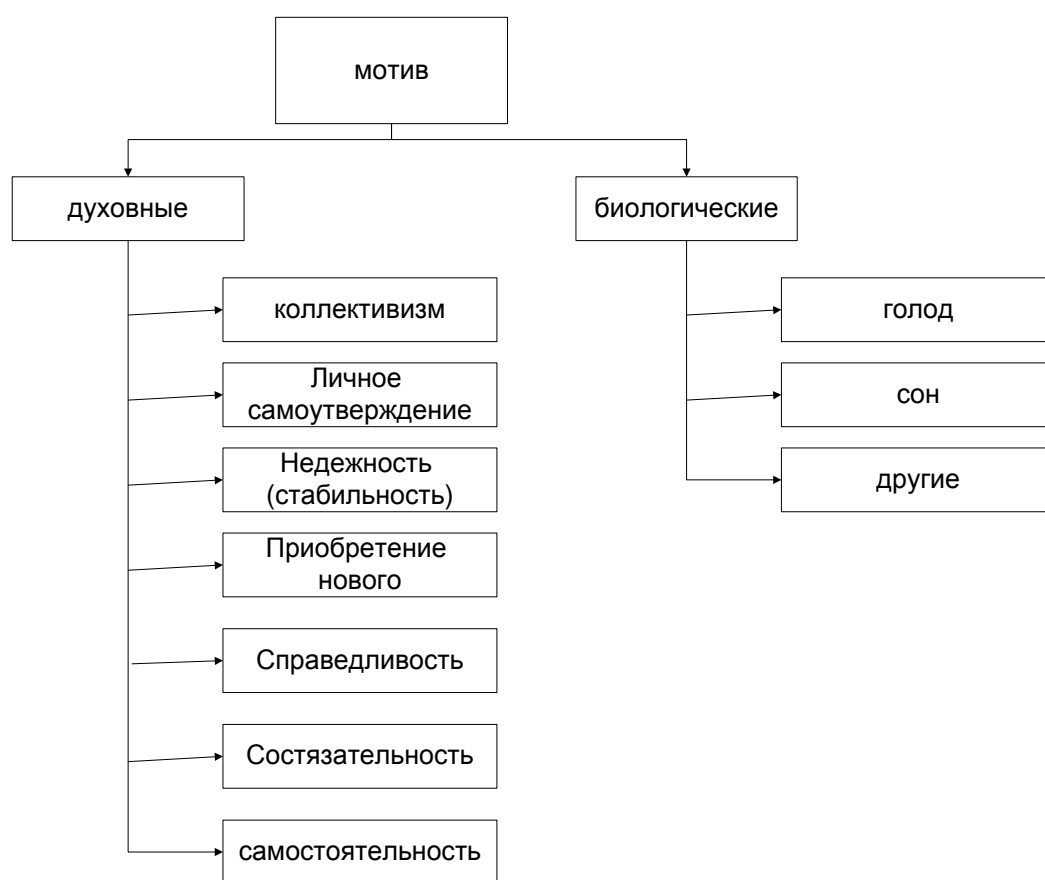 мотив
духовные
биологические
коллективизм
Личное
самоутверждение
Недежность
(стабильность)
Приобретение
нового
Справедливость
Состязательность
самостоятельность
голод
сон
другие